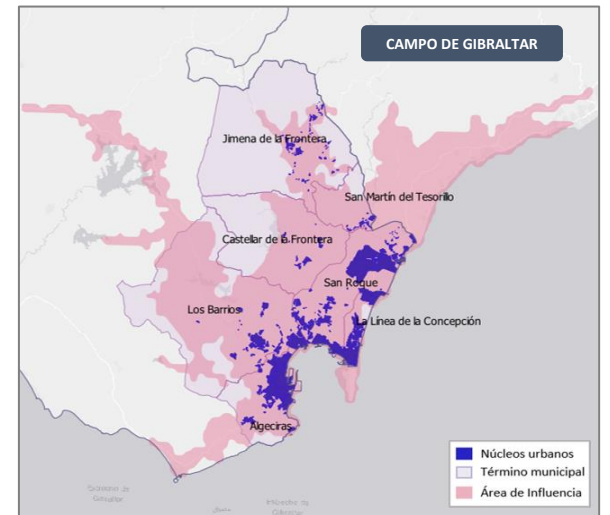 CAMPO DE GIBRALTAR
Jimena de la Frontera
San Martín del Tesorillo
Castellar de la Frontera
San Roque
Los Barrios
La Línea de la Concepción
Algeciras
Núcleos urbanos
Término municipal
Área de Influencia